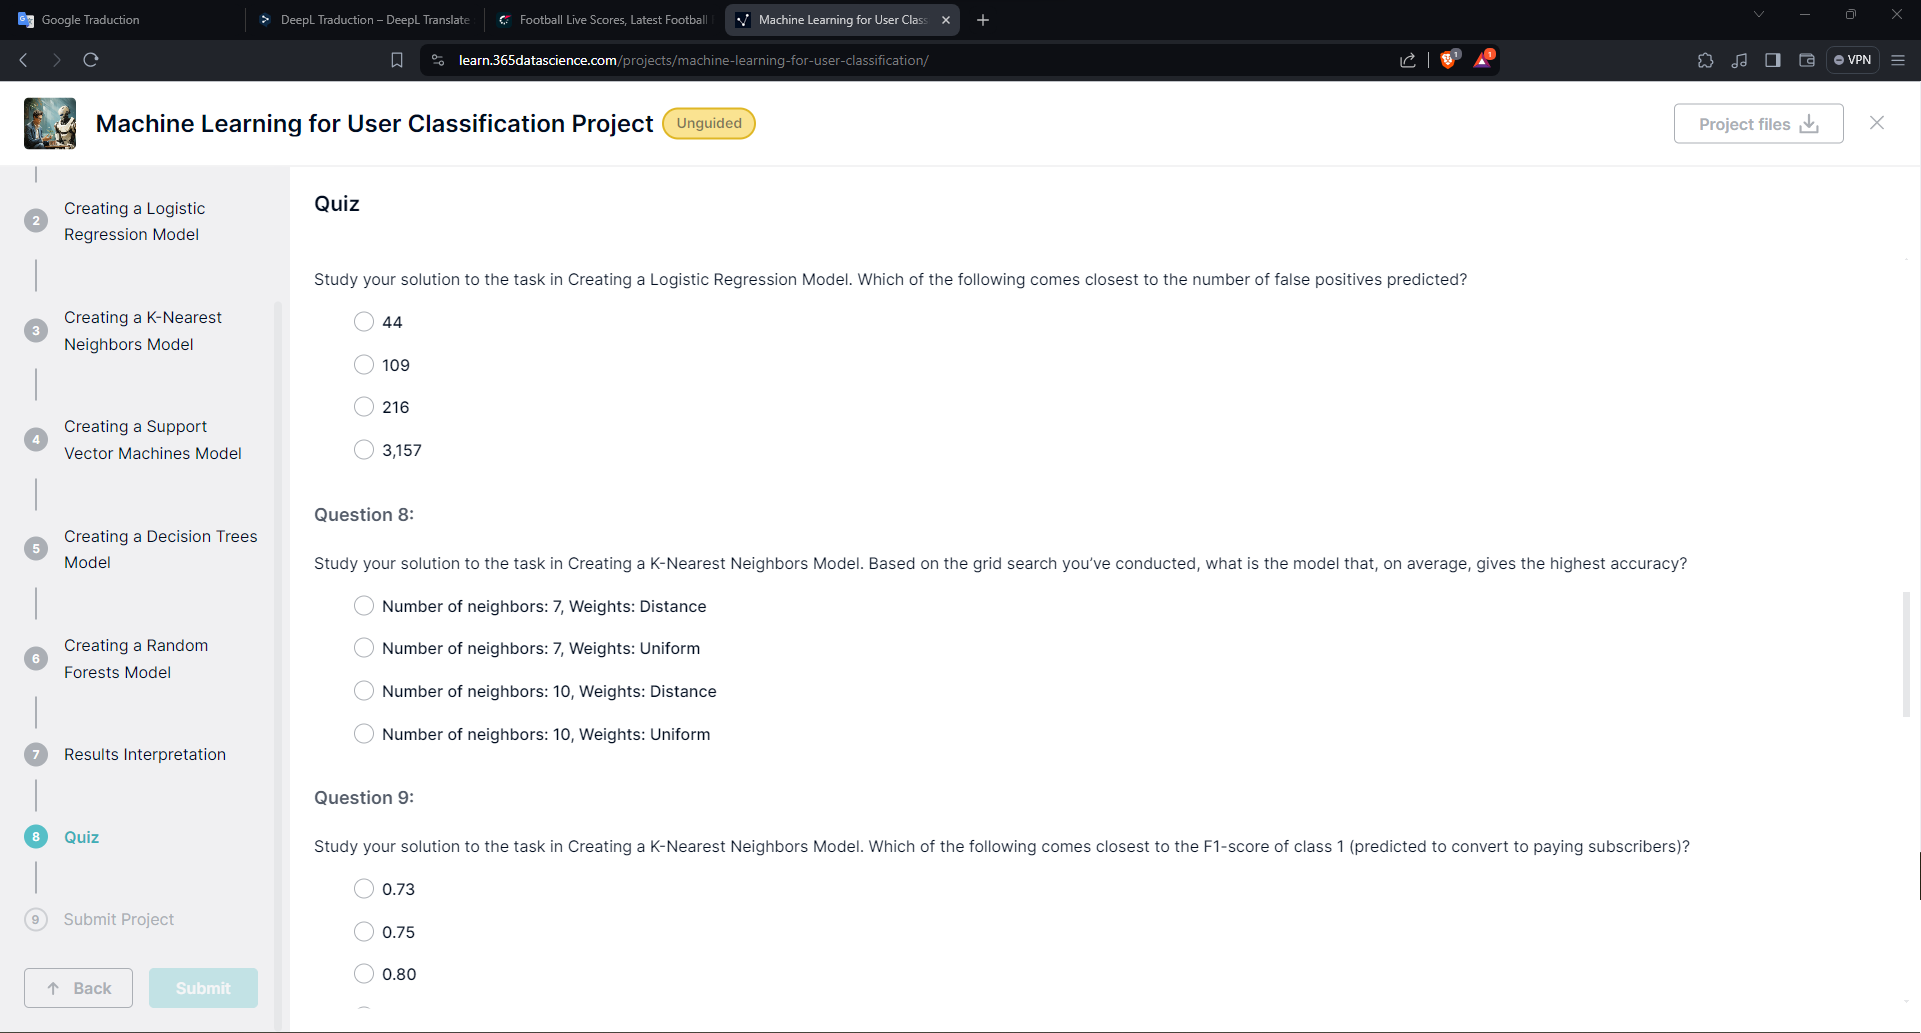 Google Traduction
DeepL Traduction – DeepL Translate
Football Live Scores, Latest Football
Machine Learning for User Class
learn.365datascience.com/projects/machine-learning-for-user-classification/
1
1
VPN
Machine Learning for User Classification Project
Unguided
Project files
2
Creating a Logistic
Regression Model
3
Creating a K-Nearest
Neighbors Model
4
Creating a Support
Vector Machines Model
5
Creating a Decision Trees
Model
6
Creating a Random
Forests Model
7
Results Interpretation
8
Quiz
9
Submit Project
Back
Submit
Quiz
Study your solution to the task in Creating a Logistic Regression Model. Which of the following comes closest to the number of false positives predicted?
44
109
216
3,157
Question 8:
Study your solution to the task in Creating a K-Nearest Neighbors Model. Based on the grid search you’ve conducted, what is the model that, on average, gives the highest accuracy?
Number of neighbors: 7, Weights: Distance
Number of neighbors: 7, Weights: Uniform
Number of neighbors: 10, Weights: Distance
Number of neighbors: 10, Weights: Uniform
Question 9:
Study your solution to the task in Creating a K-Nearest Neighbors Model. Which of the following comes closest to the F1-score of class 1 (predicted to convert to paying subscribers)?
0.73
0.75
0.80